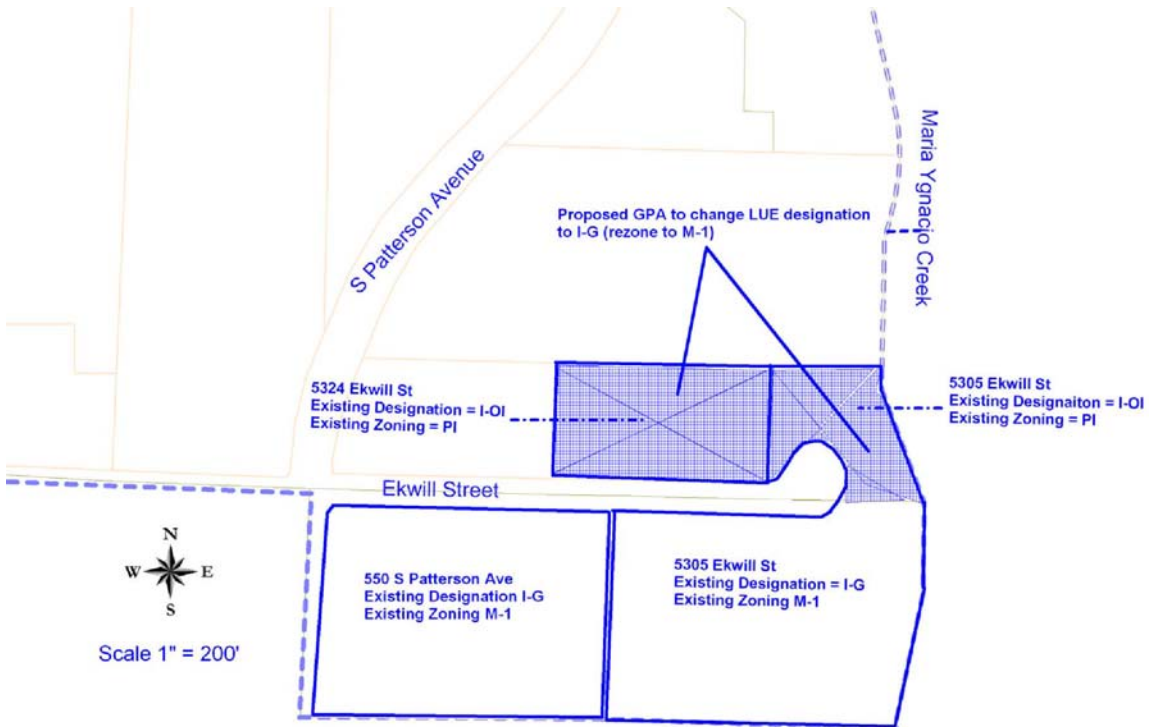 Maria Ygnacio Creek
S Patterson Avenue
Proposed GPA to change LUE designation
to I-G (rezone to M-1)
5324 Ekwill St
Existing Designation = I-OI
Existing Zoning = PI
5305 Ekwill St
Existing Designaiton = I-OI
Existing Zoning = PI
Ekwill Street
N
W
E
S
Scale 1" = 200'
550 S Patterson Ave
Existing Designation I-G
Existing Zoning M-1
5305 Ekwill St
Existing Designation = I-G
Existing Zoning M-1